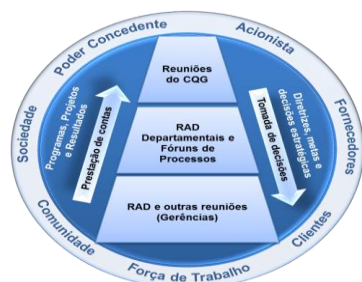 Poder Concedente
Acionista
Fornecedores
Clientes
Força de Trabalho
Comunidade
Sociedade
Programas, Projetos
e Resultados
Prestação de contas
Reuniões
do CQG
RAD
Departamentais e
Fóruns de
Processos
RAD e outras reuniões
(Gerências)
Tomada de decisões
Diretrizes, metas e
decisões estratégicas